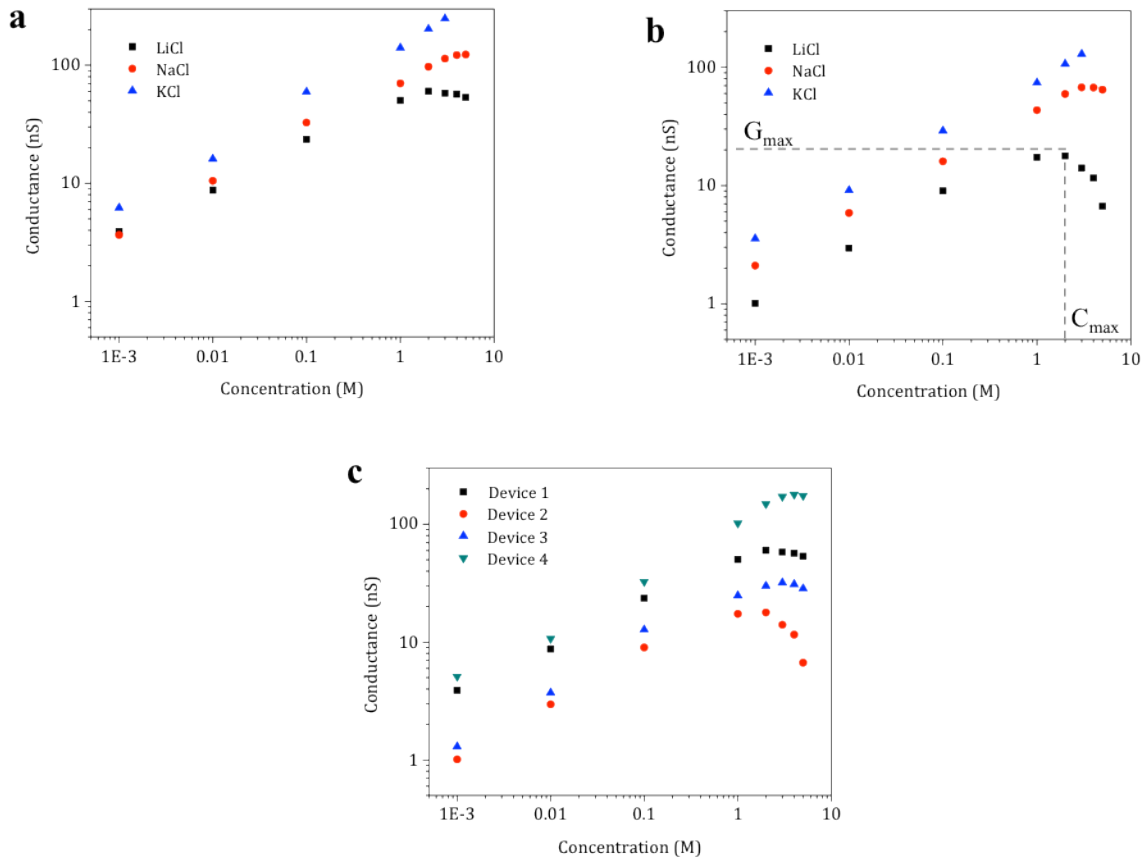 a
LiCl
NaCl
KCl
100
10
1
Conductance (nS)
1E-3 0.01 0.1 1 10
Concentration (M)
b
LiCl
NaCl
KCl
100
10
1
Gmax
Cmax
Conductance (nS)
1E-3 0.01 0.1 1 10
Concentration (M)
c
Device 1
Device 2
Device 3
Device 4
100
10
1
Conductance (nS)
1E-3 0.01 0.1 1 10
Concentration (M)